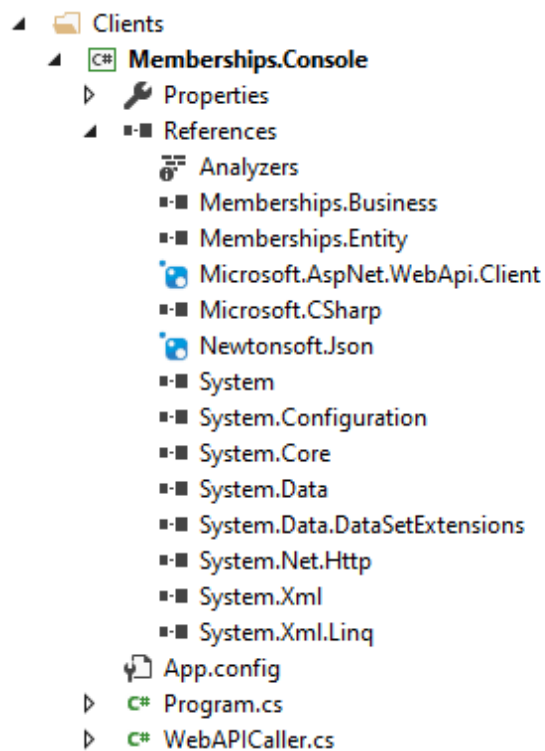 Clients
C# Memberships.Console
Properties
References
Analyzers
Memberships.Business
Memberships.Entity
Microsoft.AspNet.WebApi.Client
Microsoft.CSharp
Newtonsoft.Json
System
System.Configuration
System.Core
System.Data
System.Data.DataSetExtensions
System.Net.Http
System.Xml
System.Xml.Linq
App.config
C# Program.cs
C# WebAPICaller.cs